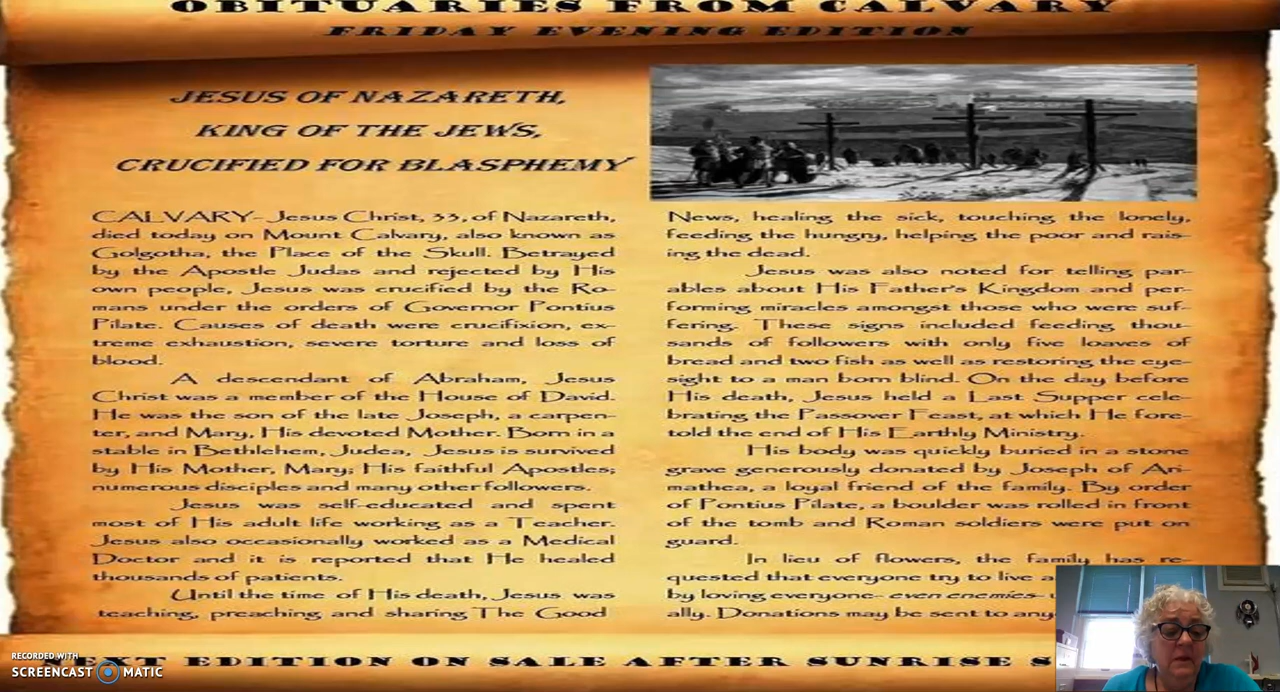 OBITUARIES FROM CALVARY
FRIDAY EVENING EDITION
JESUS OF NAZARETH,
KING OF THE JEWS,
CRUCIFIED FOR BLASPHEMY
CALVARY- Jesus Christ, 33, of Nazareth,
died today on Mount Calvary, also known as
Golgotha, the Place of the Skull. Betrayed
by the Apostle Judas and rejected by His
own people, Jesus was crucified by the Ro-
mans under the orders of Governor Pontius
Pilate. Causes of death were crucifixion, ex-
treme exhaustion, severe torture and loss of
blood.
A descendant of Abraham, Jesus
Christ was a member of the House of David.
He was the son of the late Joseph, a carpen-
ter, and Mary, His devoted Mother. Born in a
stable in Bethlehem, Judea, Jesus is survived
by His Mother, Mary; His faithful Apostles;
numerous disciples and many other followers.
Jesus was self-educated and spent
most of His adult life working as a Teacher.
Jesus also occasionally worked as a Medical
Doctor and it is reported that He healed
thousands of patients.
Until the time of His death, Jesus was
teaching, preaching and sharing The Good
News, healing the sick, touching the lonely,
feeding the hungry, helping the poor and rais-
ing the dead.
Jesus was also noted for telling par-
ables about His Father's Kingdom and per-
forming miracles amongst those who were suf-
fering. These signs included feeding thou-
sands of followers with only five loaves of
bread and two fish as well as restoring the eye-
sight to a man born blind. On the day before
His death, Jesus held a Last Supper cele-
brating the Passover Feast, at which He fore-
told the end of His Earthly Ministry.
His body was quickly buried in a stone
grave generously donated by Joseph of Ari-
mathea, a loyal friend of the family. By order
of Pontius Pilate, a boulder was rolled in front
of the tomb and Roman soldiers were put on
guard.
In lieu of flowers, the family has re-
quested that everyone try to live a
by loving everyone- even enemies-
ally. Donations may be sent to any
NEXT EDITION ON SALE AFTER SUNRISE
RECORDED WITH
SCREENCAST MATIC